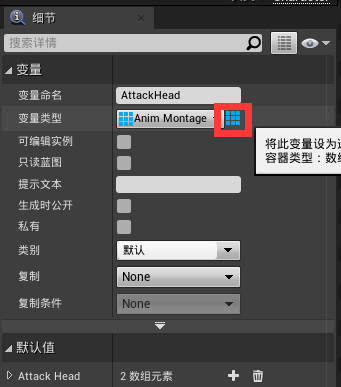 细节
搜索详情
变量
变量命名 AttackHead
变量类型 Anim Montage
可编辑实例
将此变量设为
只读蓝图
容器类型：数
提示文本
生成时公开
私有
类别 默认
复制 None
复制条件 None
默认值
Attack Head 2 数组元素